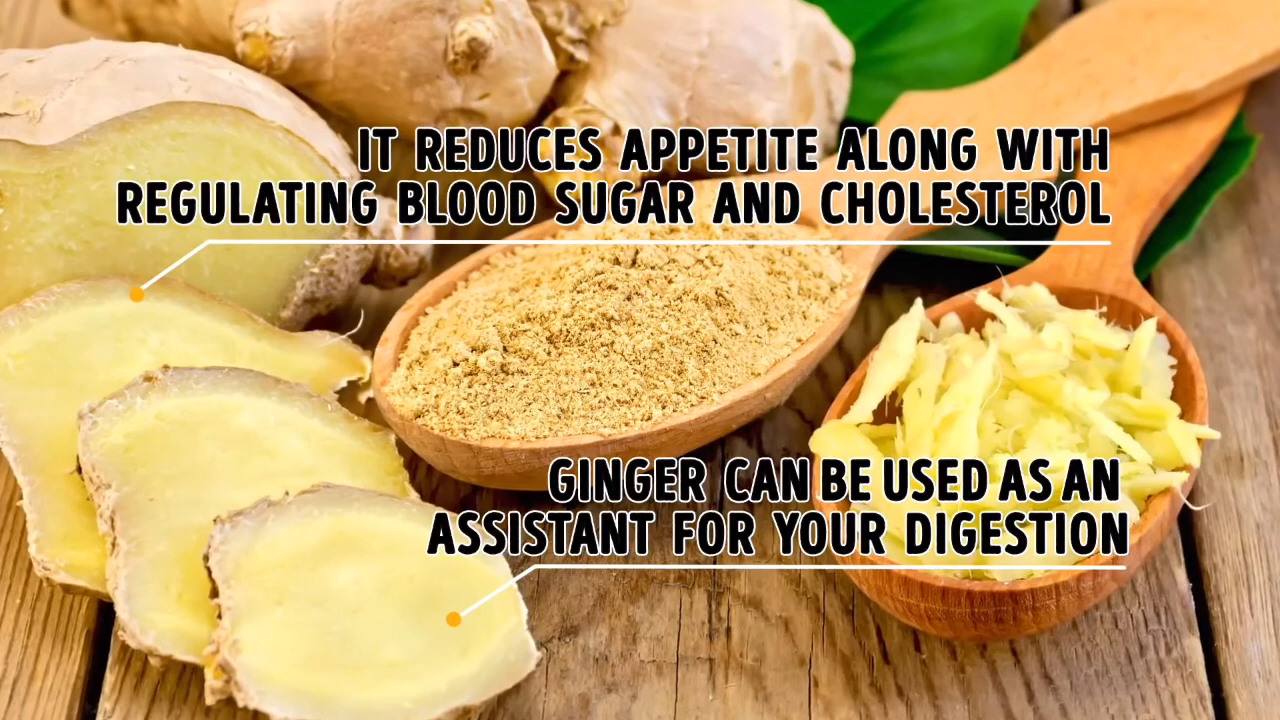 IT REDUCES APPETITE ALONG WITH
REGULATING BLOOD SUGAR AND CHOLESTEROL
GINGER CAN BE USED AS AN
ASSISTANT FOR YOUR DIGESTION